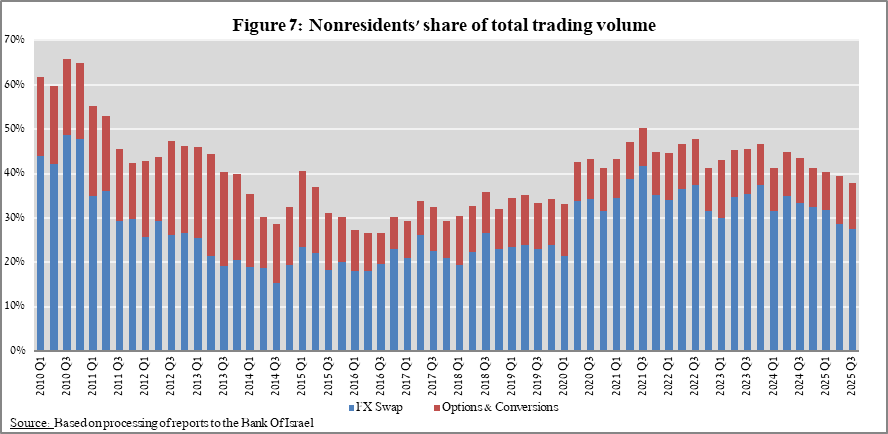 Figure 7: Nonresidents' share of total trading volume
70%
60%
50%
40%
30%
20%
10%
0%
2010 Q1
2010 Q3
2011 Q1
2011 Q3
2012 Q1
2012 Q3
2013 Q1
2013 Q3
2014 Q1
2014 Q3
2015 Q1
2015 Q3
2016 Q1
2016 Q3
2017 Q1
2017 Q3
2018 Q1
2018 Q3
2019 Q1
2019 Q3
2020 Q1
2020 Q3
2021 Q1
2021 Q3
2022 Q1
2022 Q3
2023 Q1
2023 Q3
2024 Q1
2024 Q3
2025 Q1
2025 Q3
FX Swap Options & Conversions
Source: Based on processing of reports to the Bank Of Israel